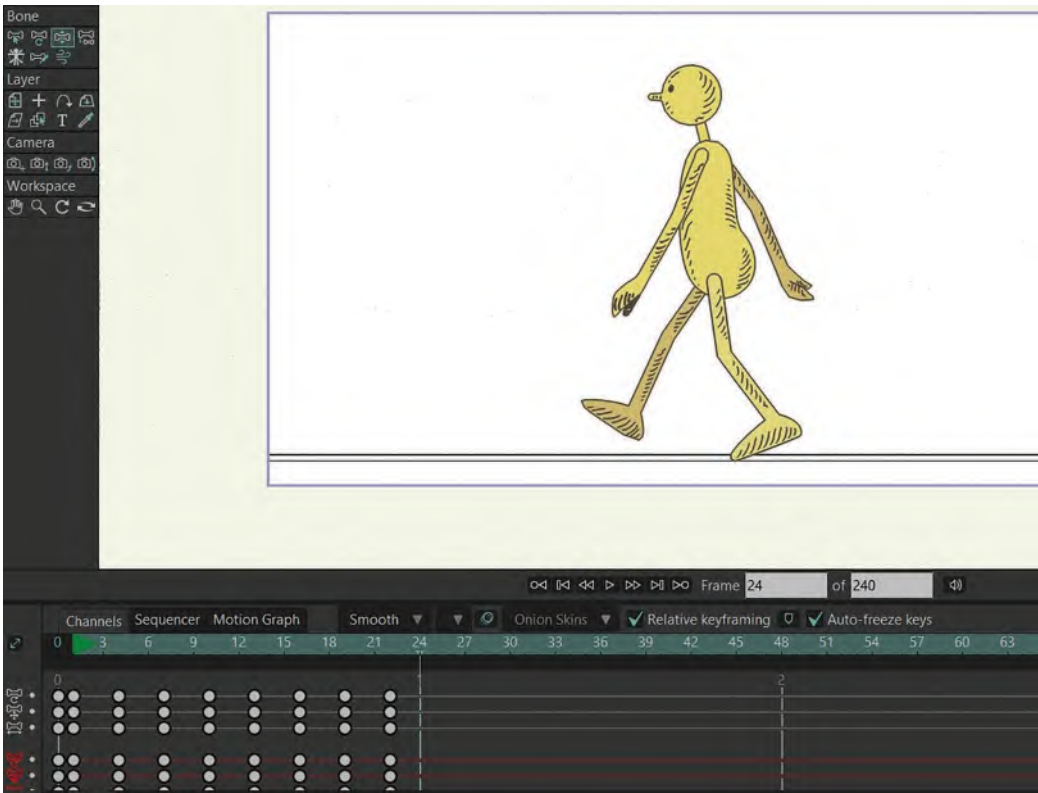 Bone
Layer
T
Camera
Workspace
Frame 24 of 240
Channels Sequencer Motion Graph Smooth Onion Skins Relative keyframing Auto-freeze keys
0 3 6 9 12 15 18 21 24 27 30 33 36 39 42 45 48 51 54 57 60 63
0 1 2